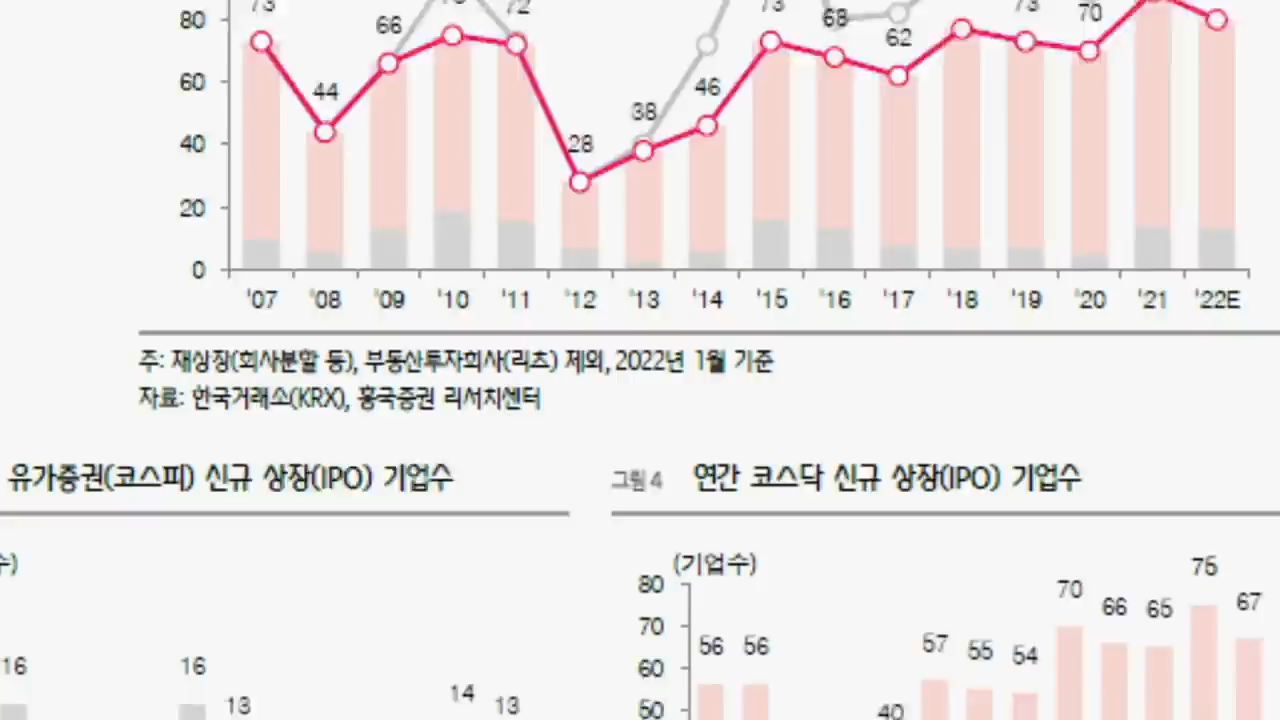 73 66 72 73 68 73 70
80
44 62
60
38 46
40 28
20
0
'07 '08 '09 '10 '11 '12 '13 '14 '15 '16 '17 '18 '19 '20 '21 '22E
주: 재상장(회사분할 등), 부동산투자회사(리츠) 제외, 2022년 1월 기준
자료: 한국거래소(KRX), 흥국증권 리서치센터
유가증권(코스피) 신규 상장(IPO) 기업수
그림 4 연간 코스닥 신규 상장(IPO) 기업수
수)
16 16 13 14 13
(기업수)
80 75
70 70 66 65 67
60 56 56 57 55 54
50 40